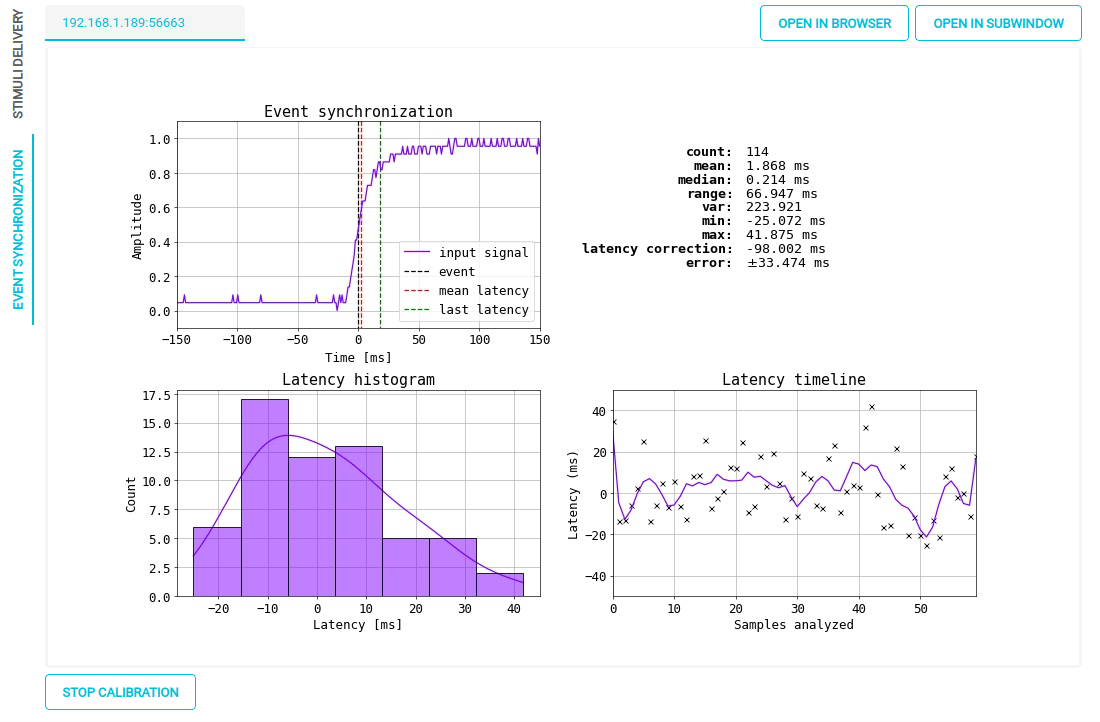 STIMULI DELIVERY
EVENT SYNCHRONIZATION
192.168.1.189:56663
OPEN IN BROWSER
OPEN IN SUBWINDOW
Event synchronization
Amplitude
1.0
0.8
0.6
0.4
0.2
0.0
input signal
event
mean latency
last latency
−150 −100 −50 0 50 100 150
Time [ms]
count: 114
mean: 1.868 ms
median: 0.214 ms
range: 66.947 ms
var: 223.921
min: -25.072 ms
max: 41.875 ms
latency correction: -98.002 ms
error: ±33.474 ms
Latency histogram
Count
17.5
15.0
12.5
10.0
7.5
5.0
2.5
0.0
−20 −10 0 10 20 30 40
Latency [ms]
Latency timeline
Latency (ms)
40
20
0
−20
−40
0 10 20 30 40 50
Samples analyzed
STOP CALIBRATION